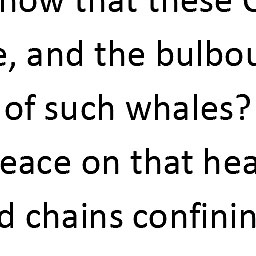 now that these
e, and the bulbou
of such whales?
eace on that hea
d chains confinin